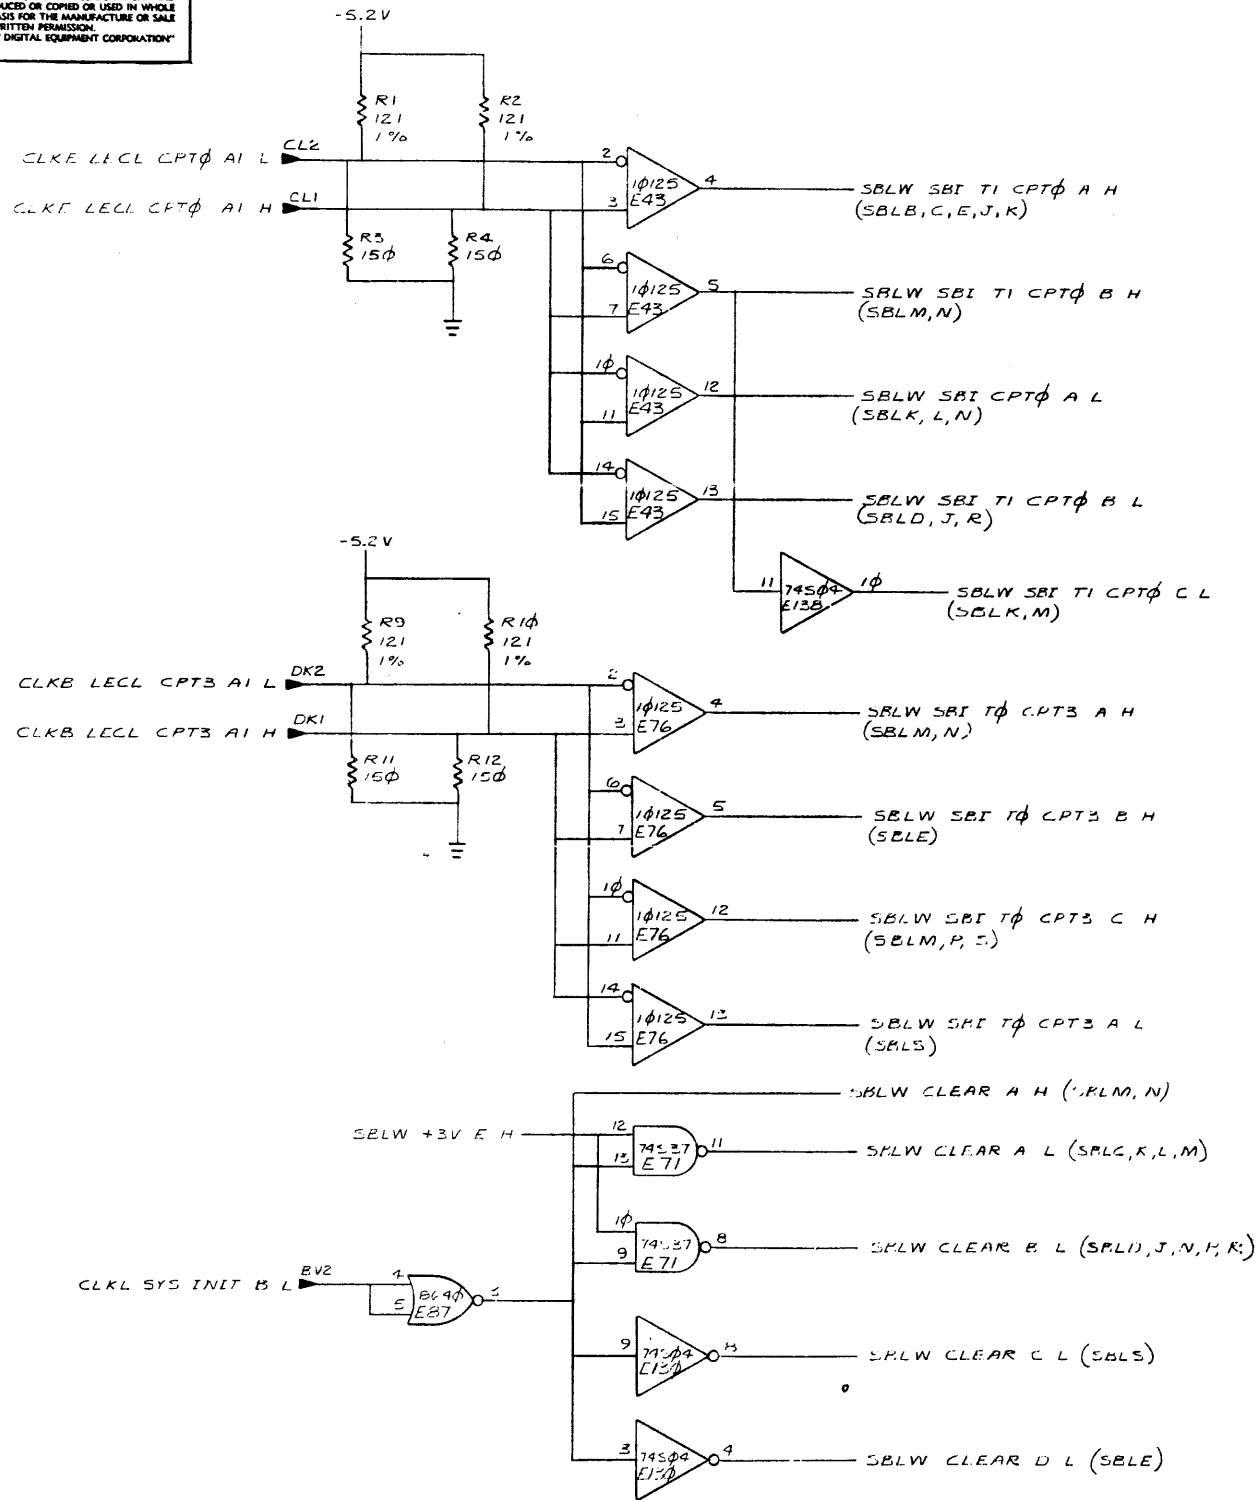 DUCED OR COPIED OR USED IN WHOLE
ASIS FOR THE MANUFACTURE OR SALE
RITTEN PERMISSION.
DIGITAL EQUIPMENT CORPORATION"
-5.2V
R1
121
1%
R2
121
1%
CLKE LECL CPTØ A1 L
CL2
CLKE LECL CPTØ A1 H
CL1
R3
15Ø
R4
15Ø
2
3
1Ø125
E43
4
SBLW SBI T1 CPTØ A H
(SBLB, C, E, J, K)
6
7
1Ø125
E43
5
SBLW SBI T1 CPTØ B H
(SBLM, N)
1Ø
11
1Ø125
E43
12
SBLW SBI CPTØ A L
(SBLK, L, N)
14
15
1Ø125
E43
13
SBLW SBI T1 CPTØ B L
(SBLD, J, R)
11
74SØ4
E138
1Ø
SBLW SBI T1 CPTØ C L
(SBLK, M)
-5.2V
R9
121
1%
R1Ø
121
1%
CLKB LECL CPT3 A1 L
DK2
CLKB LECL CPT3 A1 H
DK1
R11
15Ø
R12
15Ø
2
3
1Ø125
E76
4
SBLW SBI TØ CPT3 A H
(SBLM, N)
6
7
1Ø125
E76
5
SBLW SBI TØ CPT3 B H
(SBLE)
1Ø
11
1Ø125
E76
12
SBLW SBI TØ CPT3 C H
(SBLM, P, S)
14
15
1Ø125
E76
13
SBLW SBI TØ CPT3 A L
(SBLS)
SBLW CLEAR A H (SBLM, N)
SBLW +3V E H
12
13
74S37
E71
11
SBLW CLEAR A L (SBLC, K, L, M)
1Ø
9
74S37
E71
8
SBLW CLEAR B L (SBLD, J, N, P, R)
CLKL SYS INIT B L
BV2
4
5
864Ø
E87
9
74SØ4
E13Ø
8
SBLW CLEAR C L (SBLS)
3
74SØ4
E13Ø
4
SBLW CLEAR D L (SBLE)